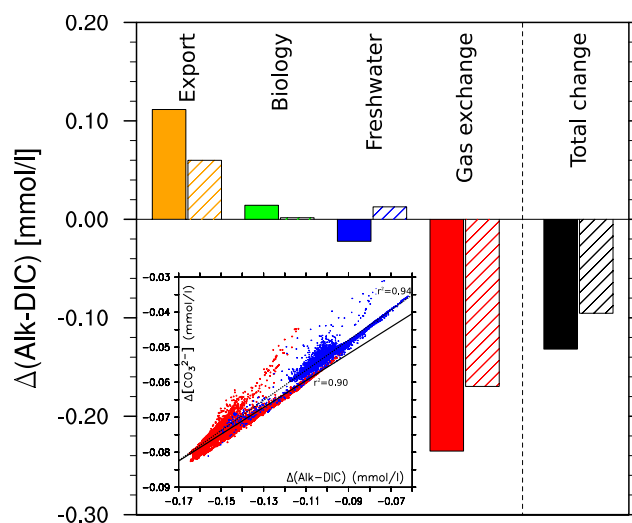 0.20
0.10
0.00
-0.10
-0.20
-0.30
Δ(Alk-DIC) [mmol/l]
Export
Biology
Freshwater
Gas exchange
Total change
−0.03
−0.04
−0.05
−0.06
−0.07
−0.08
−0.09
Δ[CO₃²⁻] (mmol/l)
r²=0.94
r²=0.90
Δ(Alk−DIC) (mmol/l)
−0.17 −0.15 −0.13 −0.11 −0.09 −0.07